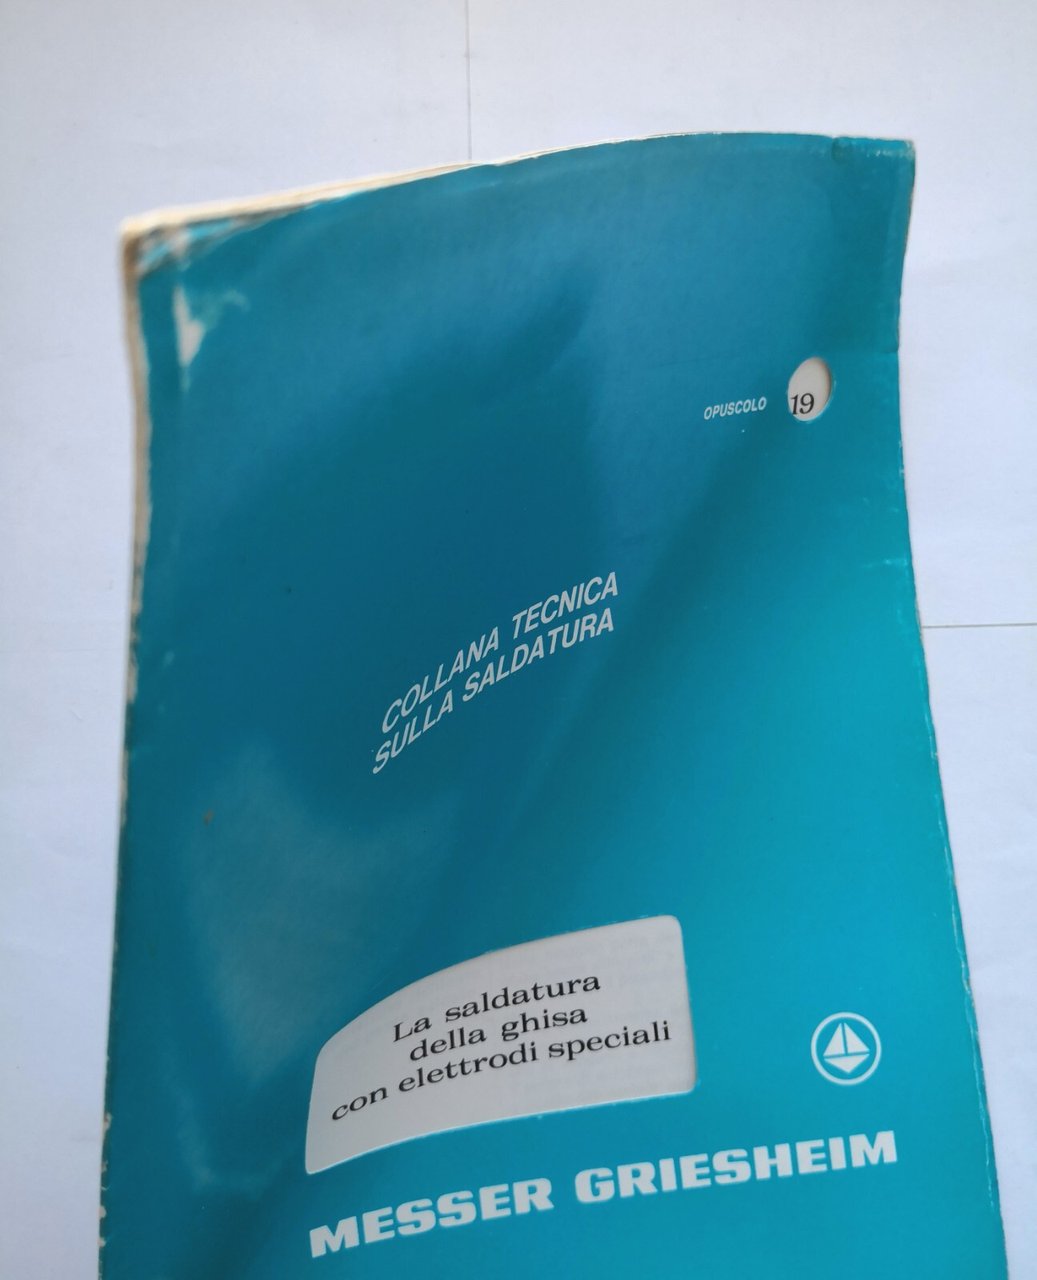 OPUSCOLO 19
COLLANA TECNICA
SULLA SALDATURA
La saldatura
della ghisa
con elettrodi speciali
MESSER GRIESHEIM